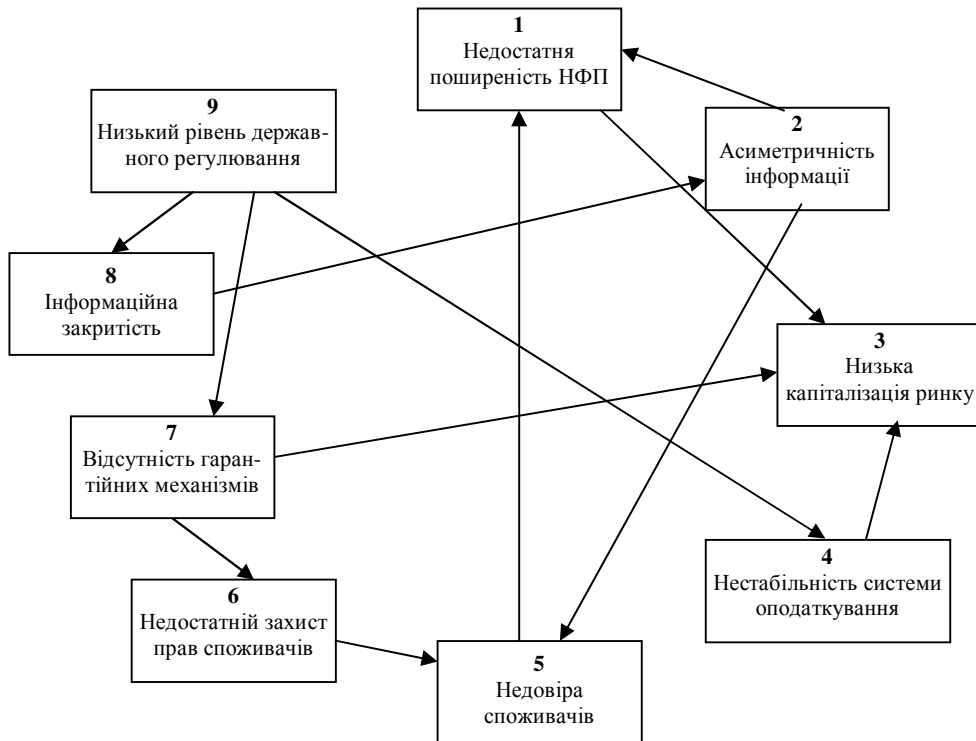 1
Недостатня
поширеність НФП
2
Асиметричність
інформації
3
Низька
капіталізація ринку
4
Нестабільність системи
оподаткування
5
Недовіра
споживачів
6
Недостатній захист
прав споживачів
7
Відсутність гаран-
тійних механізмів
8
Інформаційна
закритість
9
Низький рівень держав-
ного регулювання